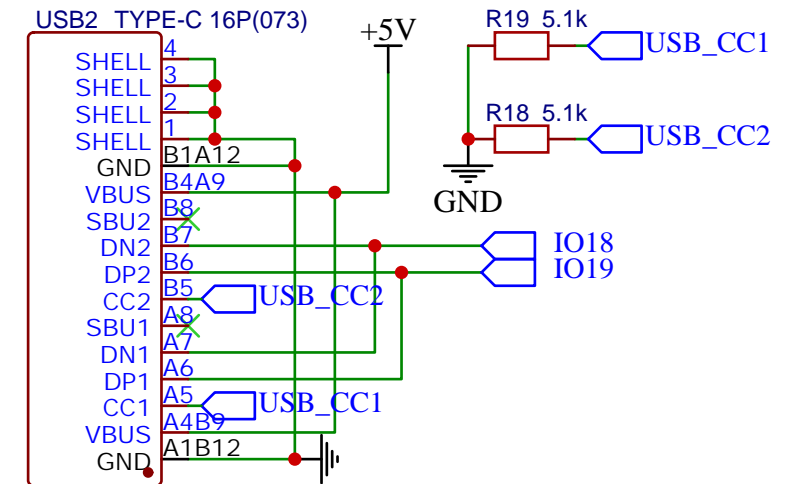 USB2 TYPE-C 16P(073)
+5V
R19 5.1k
USB_CC1
R18 5.1k
USB_CC2
GND
SHELL 4
SHELL 3
SHELL 2
SHELL 1
GND B1A12
VBUS B4A9
SBU2 B8
DN2 B7
IO18
DP2 B6
IO19
CC2 B5 USB_CC2
SBU1 A8
DN1 A7
DP1 A6
CC1 A5 USB_CC1
VBUS A4B9
GND A1B12